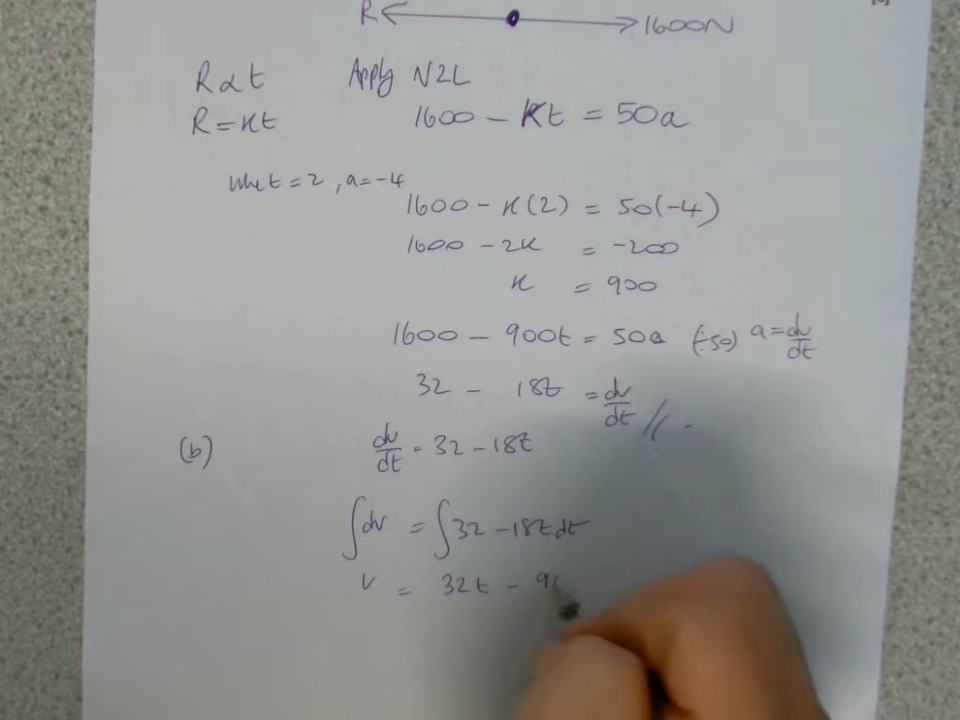 R 1600N
R ∝ t Apply N2L
R = Kt 1600 - Kt = 50a
t = 2, a = -4
1600 - K(2) = 50(-4)
1600 - 2K = -200
K = 900
1600 - 900t = 50a (÷50) a = dv/dt
32 - 18t = dv/dt //.
(b) dv/dt = 32 - 18t
∫dv = ∫32 - 18t dt
V = 32t - 9